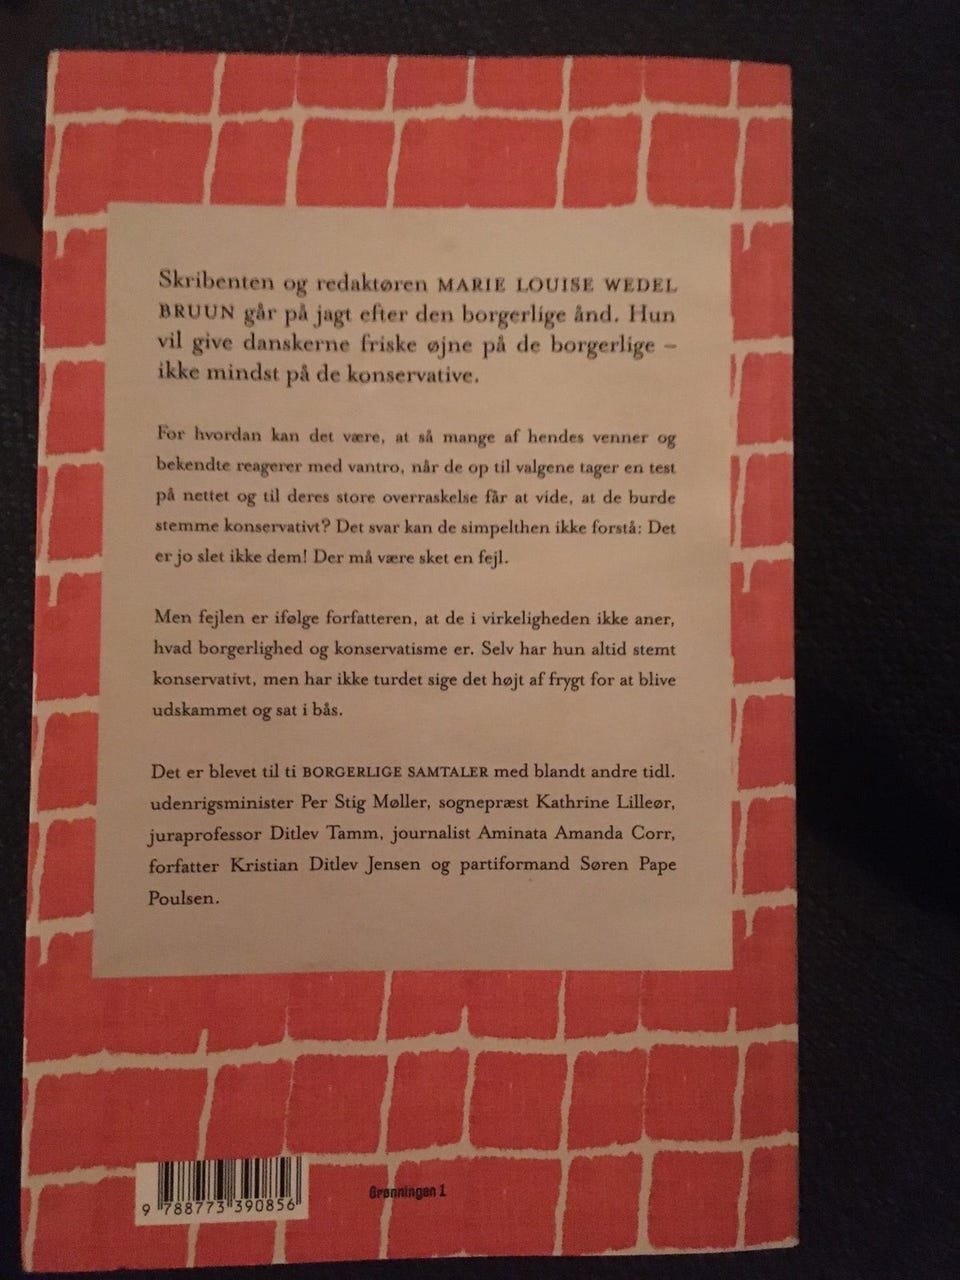 Skribenten og redaktøren MARIE LOUISE WEDEL
BRUUN går på jagt efter den borgerlige ånd. Hun
vil give danskerne friske øjne på de borgerlige –
ikke mindst på de konservative.
For hvordan kan det være, at så mange af hendes venner og
bekendte reagerer med vantro, når de op til valgene tager en test
på nettet og til deres store overraskelse får at vide, at de burde
stemme konservativt? Det svar kan de simpelthen ikke forstå: Det
er jo slet ikke dem! Der må være sket en fejl.
Men fejlen er ifølge forfatteren, at de i virkeligheden ikke aner,
hvad borgerlighed og konservatisme er. Selv har hun altid stemt
konservativt, men har ikke turdet sige det højt af frygt for at blive
udskammet og sat i bås.
Det er blevet til ti BORGERLIGE SAMTALER med blandt andre tidl.
udenrigsminister Per Stig Møller, sognepræst Kathrine Lilleør,
juraprofessor Ditlev Tamm, journalist Aminata Amanda Corr,
forfatter Kristian Ditlev Jensen og partiformand Søren Pape
Poulsen.
9 788773 390856
Grønningen 1